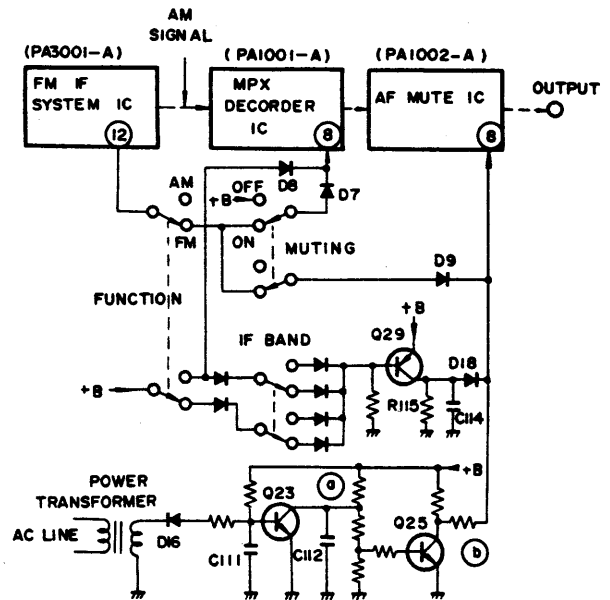 AM
SIGNAL
(PA3001-A)
(PA1001-A)
(PA1002-A)
FM IF
SYSTEM IC
12
MPX
DECORDER
IC
8
AF MUTE IC
8
OUTPUT
AM
OFF
D8
+B
D7
FM
ON
MUTING
D9
FUNCTION
+B
IF BAND
Q29
D18
+B
R115
C114
POWER
TRANSFORMER
+B
Q23
a
Q25
AC LINE
D16
C111
C112
b